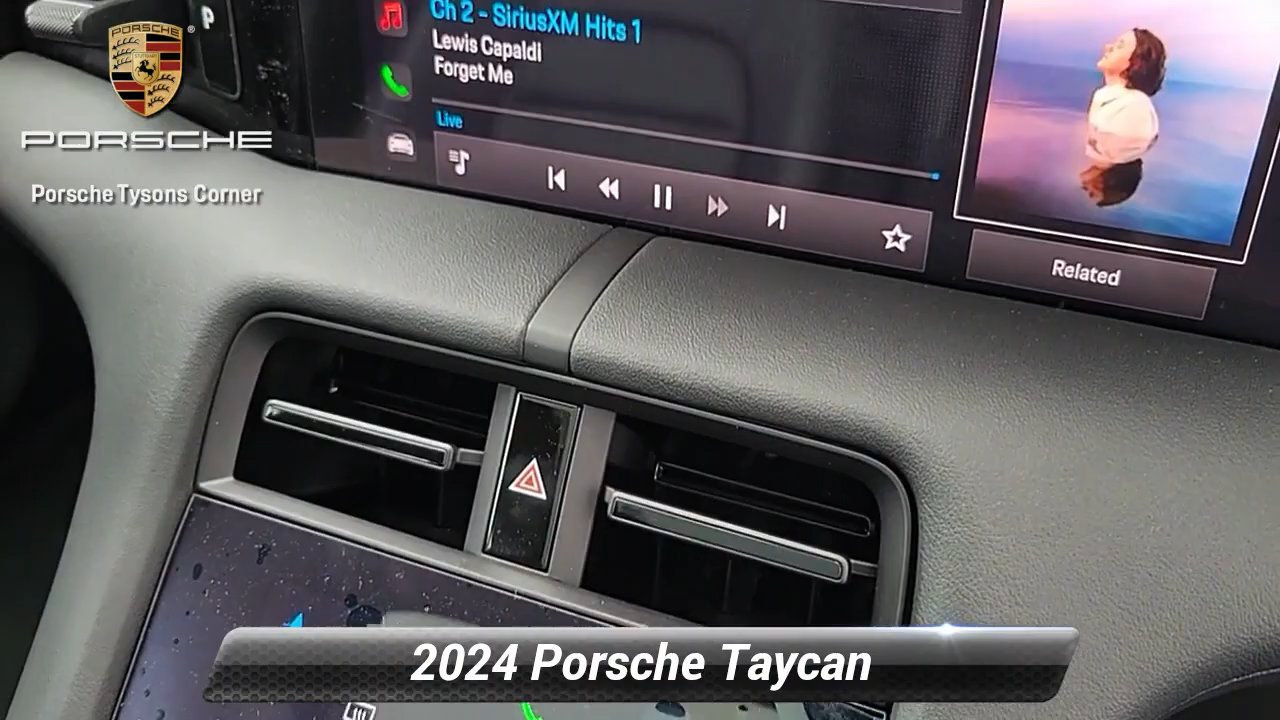 P
PORSCHE
STUTTGART
®
PORSCHE
Porsche Tysons Corner
Ch 2 - SiriusXM Hits 1
Lewis Capaldi
Forget Me
Live
Related
2024 Porsche Taycan